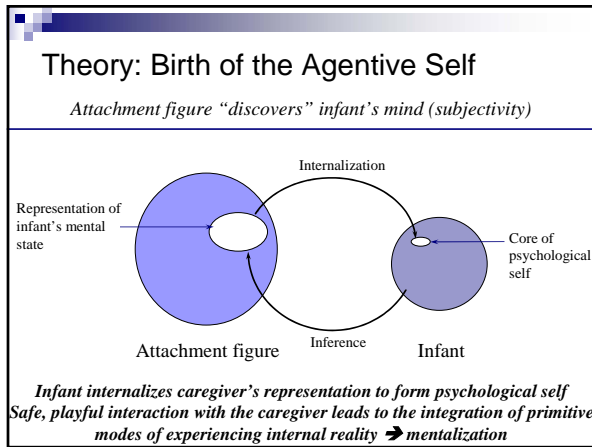 Theory: Birth of the Agentive Self
Attachment figure “discovers” infant’s mind (subjectivity)
Internalization
Representation of
infant’s mental
state
Core of
psychological
self
Inference
Attachment figure
Infant
Infant internalizes caregiver’s representation to form psychological self
Safe, playful interaction with the caregiver leads to the integration of primitive
modes of experiencing internal reality ➔ mentalization